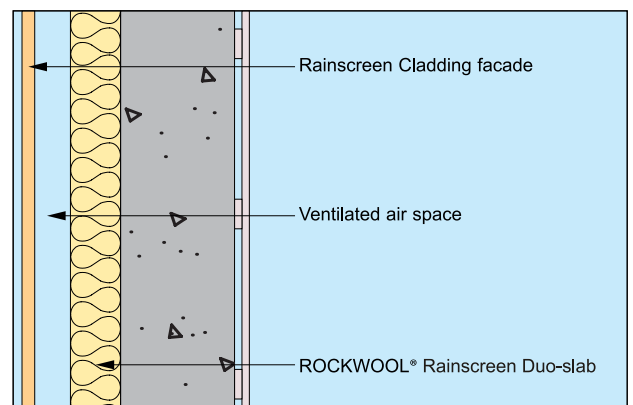 Rainscreen Cladding facade
Ventilated air space
ROCKWOOL® Rainscreen Duo-slab